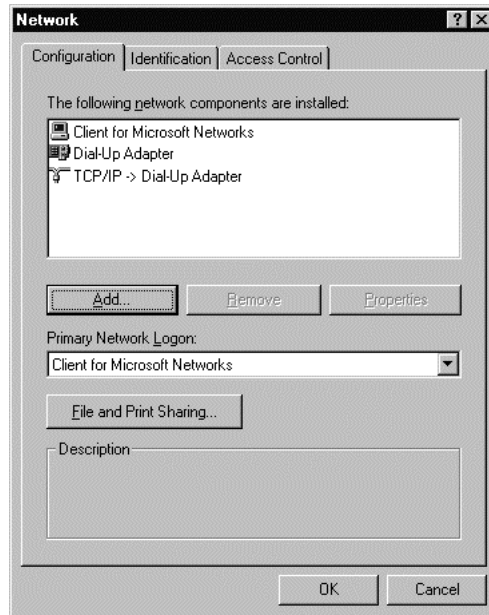 Network
Configuration Identification Access Control
The following network components are installed:
Client for Microsoft Networks
Dial-Up Adapter
TCP/IP -> Dial-Up Adapter
Add... Remove Properties
Primary Network Logon:
Client for Microsoft Networks
File and Print Sharing...
Description
OK Cancel